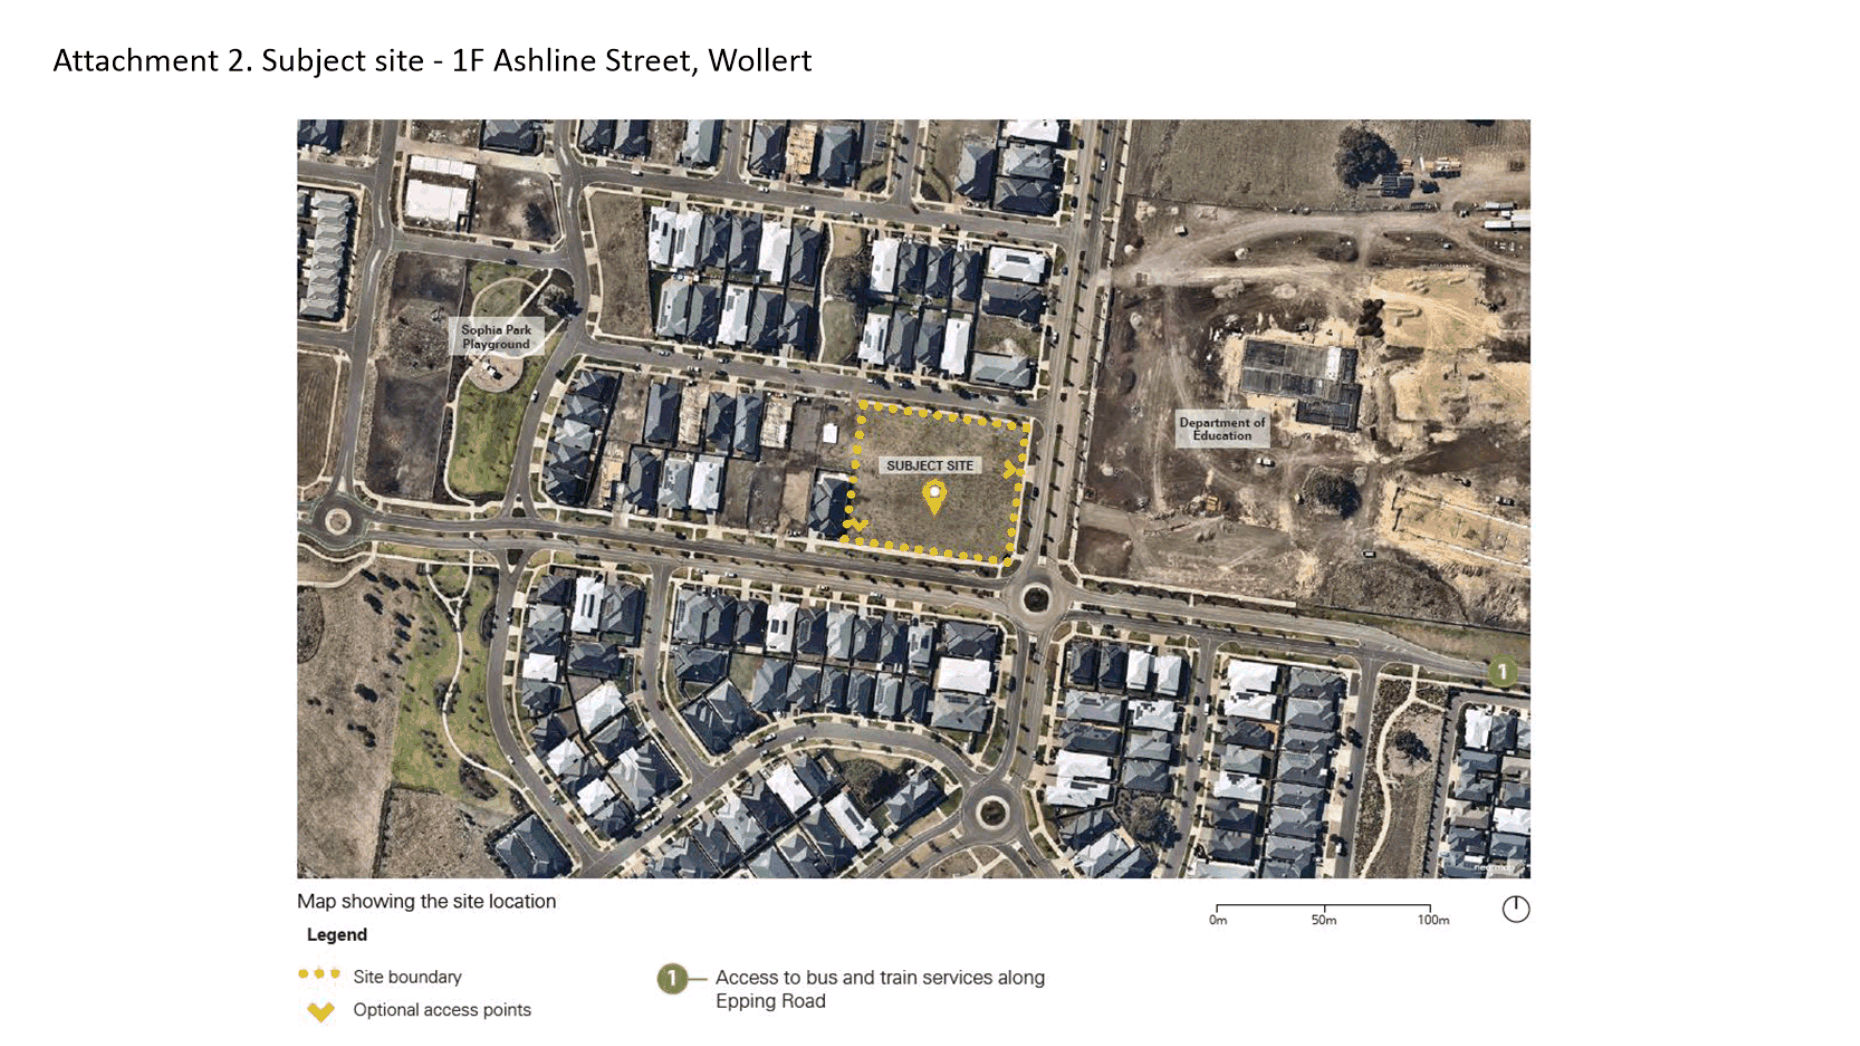 Attachment 2. Subject site - 1F Ashline Street, Wollert
Sophia Park
Playground
SUBJECT SITE
Department of
Education
1
nearmap
Map showing the site location
0m 50m 100m
Legend
Site boundary
Optional access points
1 Access to bus and train services along
Epping Road